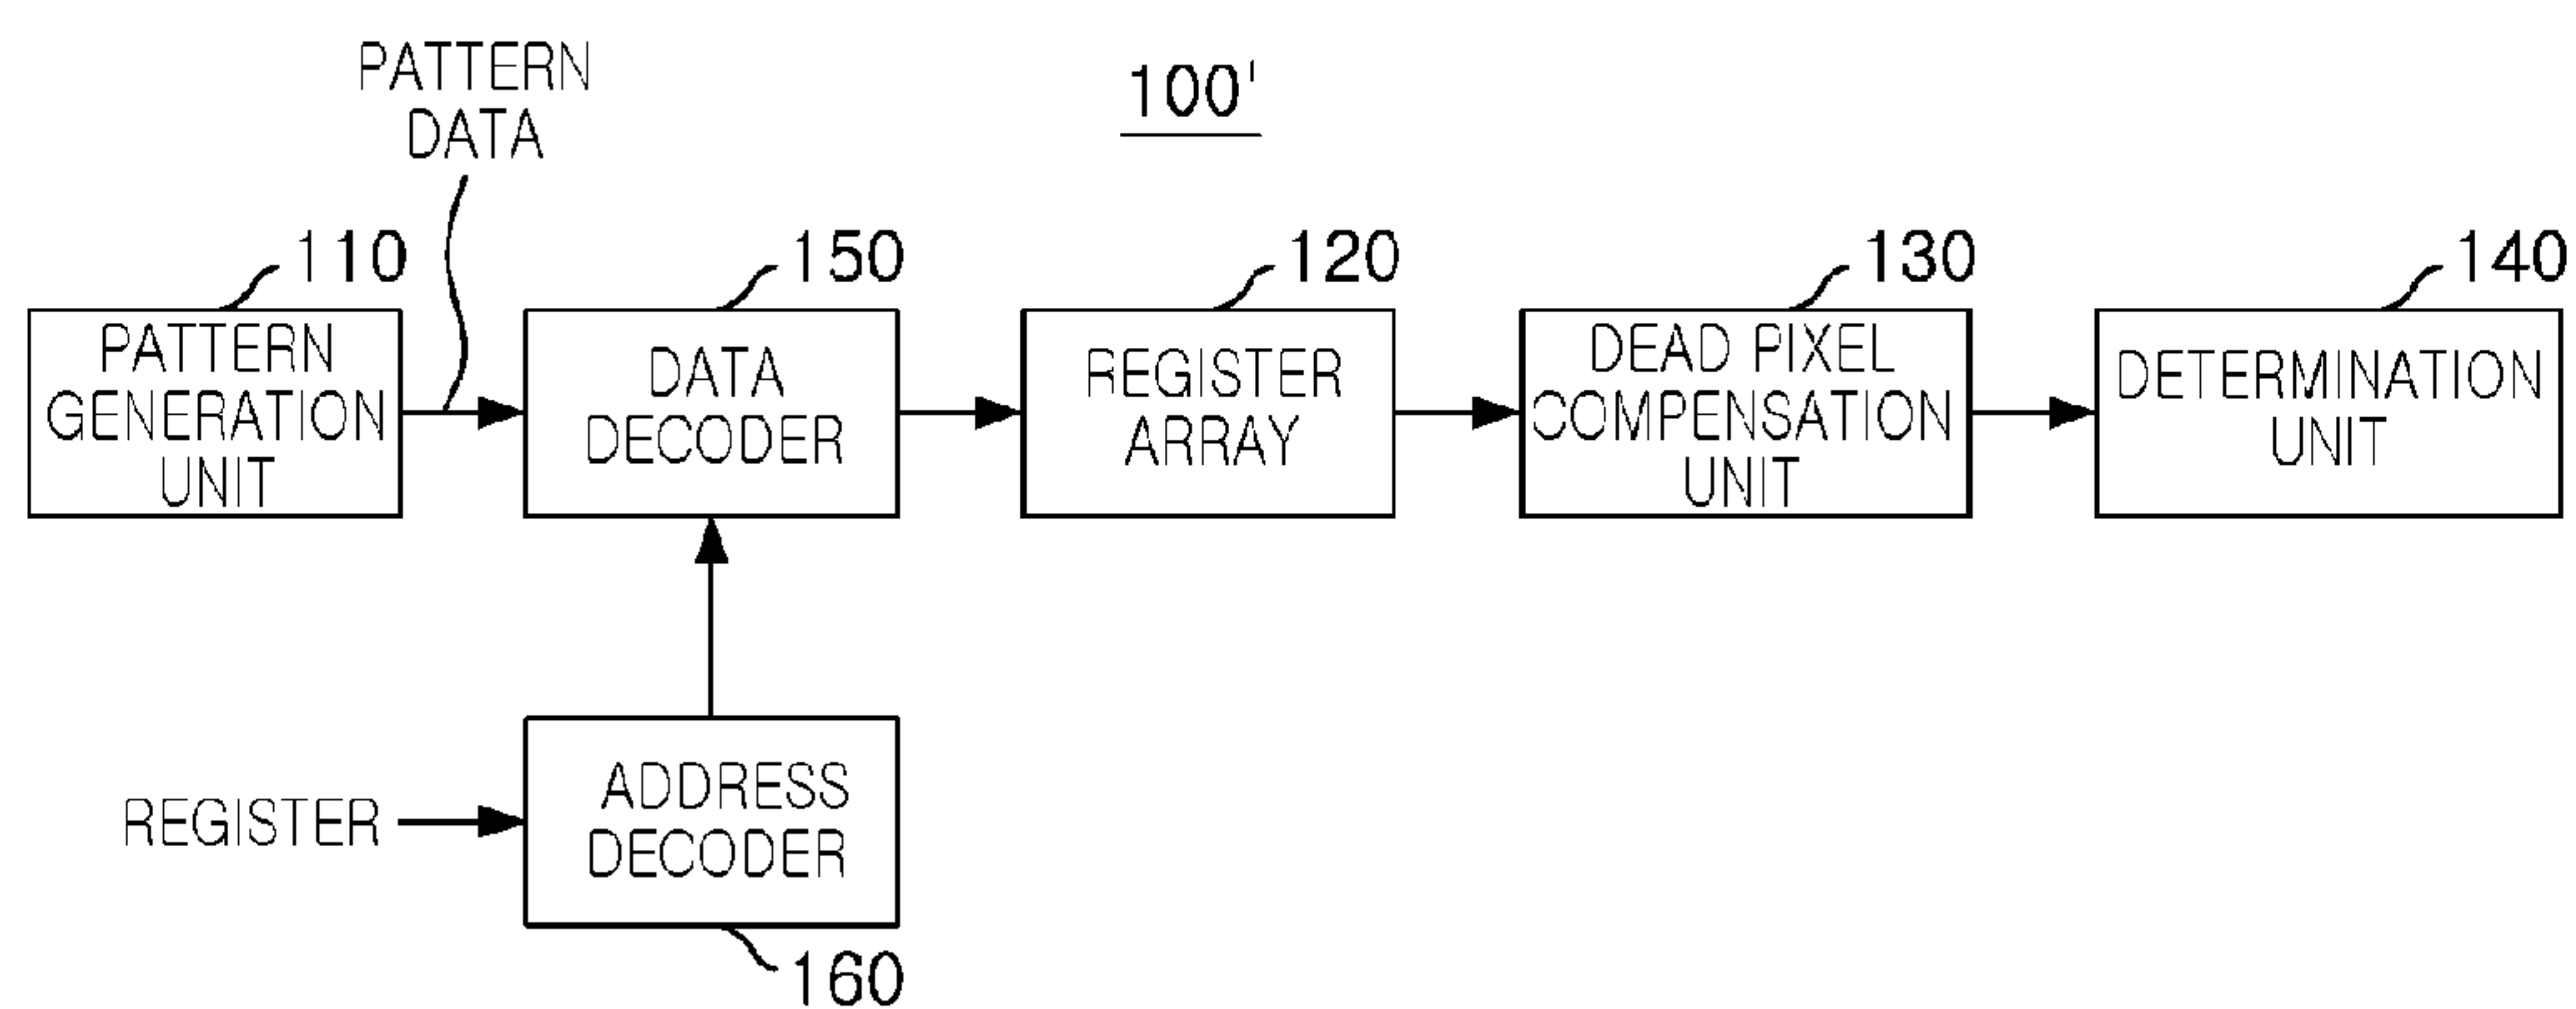 PATTERN
DATA
100'
110
150
120
130
140
PATTERN
GENERATION
UNIT
DATA
DECODER
REGISTER
ARRAY
DEAD PIXEL
COMPENSATION
UNIT
DETERMINATION
UNIT
REGISTER
ADDRESS
DECODER
160